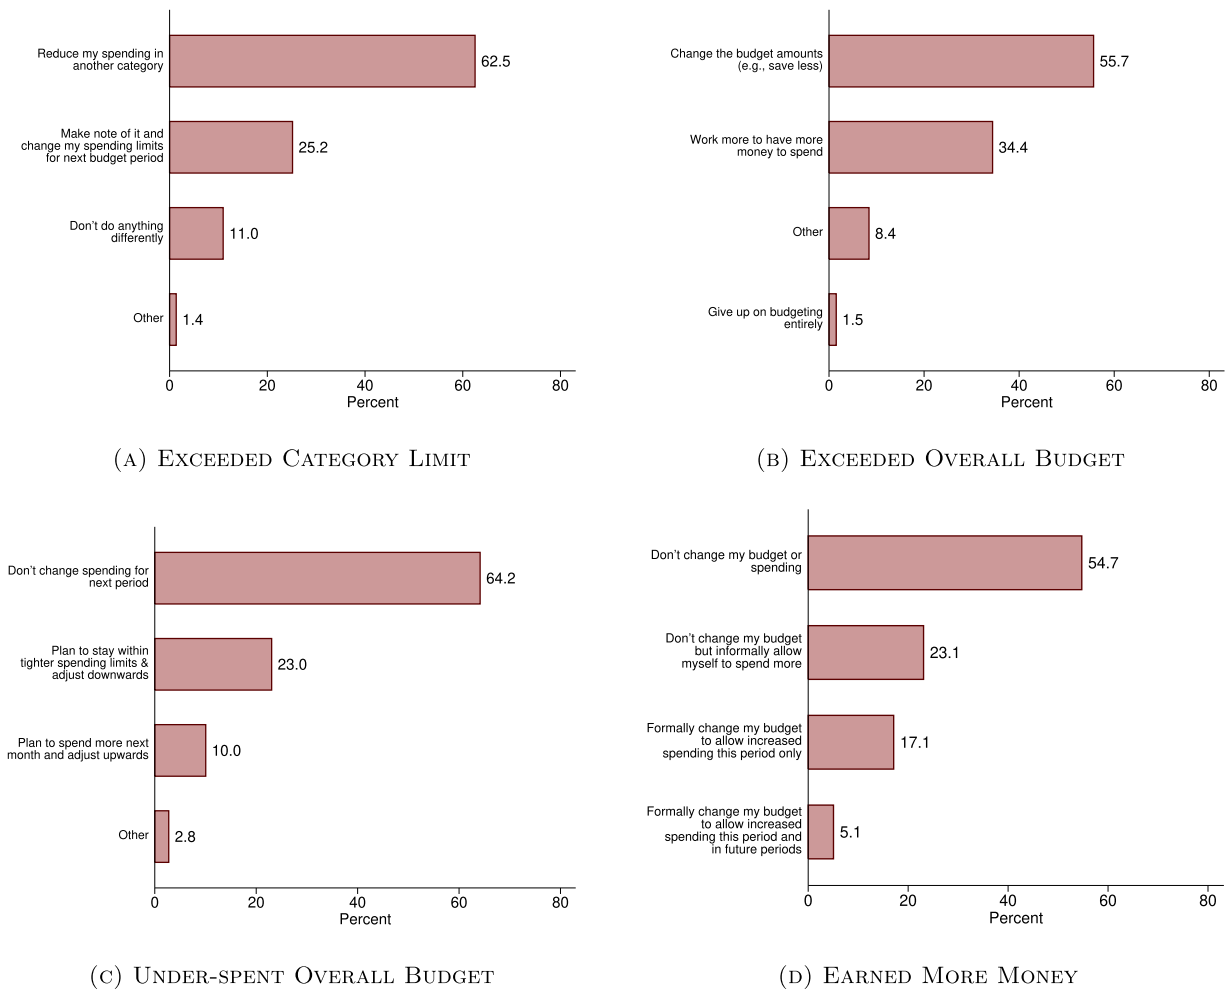 Reduce my spending in
another category
62.5
Make note of it and
change my spending limits
for next budget period
25.2
Don't do anything
differently
11.0
Other
1.4
0 20 40 60 80
Percent
(A) EXCEEDED CATEGORY LIMIT
Change the budget amounts
(e.g., save less)
55.7
Work more to have more
money to spend
34.4
Other
8.4
Give up on budgeting
entirely
1.5
0 20 40 60 80
Percent
(B) EXCEEDED OVERALL BUDGET
Don't change spending for
next period
64.2
Plan to stay within
tighter spending limits &
adjust downwards
23.0
Plan to spend more next
month and adjust upwards
10.0
Other
2.8
0 20 40 60 80
Percent
(C) UNDER-SPENT OVERALL BUDGET
Don't change my budget or
spending
54.7
Don't change my budget
but informally allow
myself to spend more
23.1
Formally change my budget
to allow increased
spending this period only
17.1
Formally change my budget
to allow increased
spending this period and
in future periods
5.1
0 20 40 60 80
Percent
(D) EARNED MORE MONEY